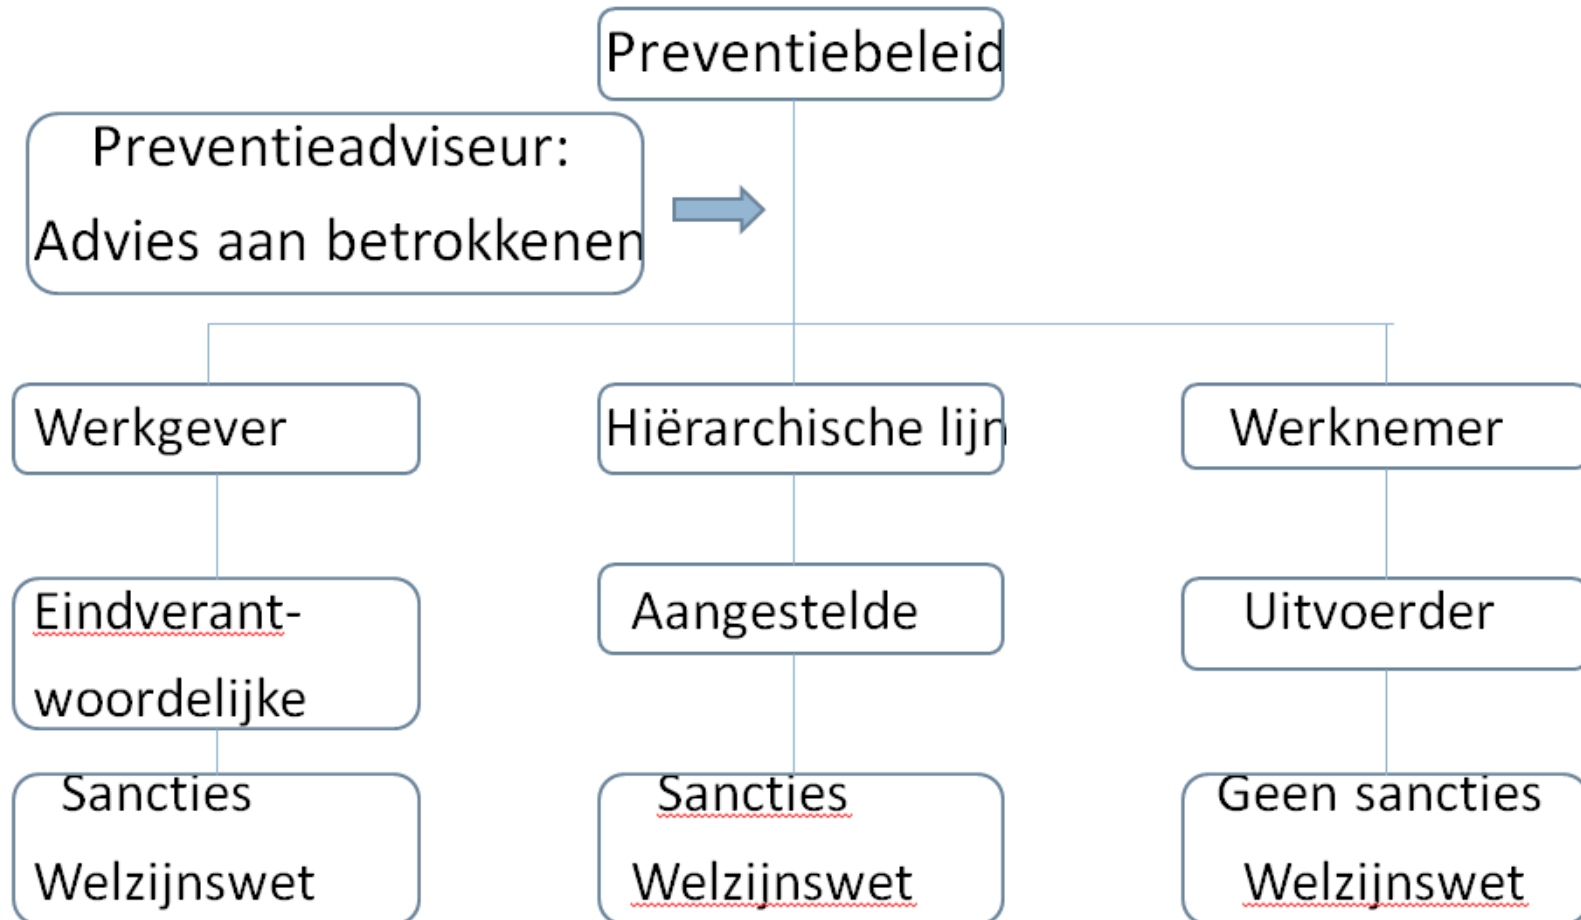 Preventiebeleid
Preventieadviseur:
Advies aan betrokkenen
Werkgever
Hiërarchische lijn
Werknemer
Eindverant-
woordelijke
Aangestelde
Uitvoerder
Sancties
Welzijnswet
Sancties
Welzijnswet
Geen sancties
Welzijnswet